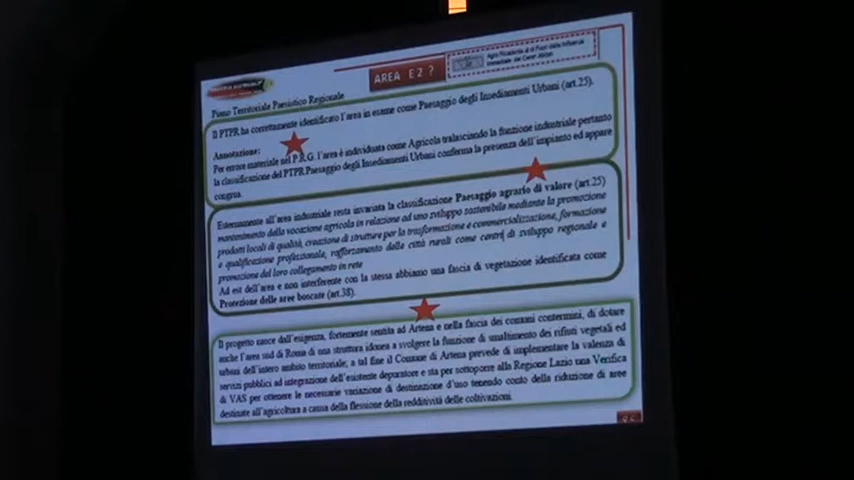 AREA E2 ?
Piano Territoriale Paesistico Regionale
Il PTPR ha correttamente identificato l'area in esame come Paesaggio degli Insediamenti Urbani (art.25).
Annotazione:
Per errore materiale nel P.R.G. l'area è individuata come Agricola tralasciando la funzione industriale pertanto
la classificazione del PTPR Paesaggio degli Insediamenti Urbani conferma la presenza dell'impianto ed appare
congrua.
Esternamente all'area industriale resta invariata la classificazione Paesaggio agrario di valore (art.25)
mantenimento della vocazione agricola in relazione ad uno sviluppo sostenibile mediante la promozione
prodotti locali di qualità, creazione di strutture per la trasformazione e commercializzazione, formazione
e qualificazione professionale, rafforzamento delle città rurali come centri di sviluppo regionale e
promozione del loro collegamento in rete
Ad est dell'area e non interferente con la stessa abbiamo una fascia di vegetazione identificata come
Protezione delle aree boscate (art.38).
Il progetto nasce dall'esigenza, fortemente sentita ad Artena e nella fascia dei comuni contermini, di dotare
anche l'area sud di Roma di una struttura idonea a svolgere la funzione di smaltimento dei rifiuti vegetali ed
urbani dell'intero ambito territoriale; a tal fine il Comune di Artena prevede di implementare la valenza di
servizi pubblici ad integrazione dell'esistente depuratore e sta per sottoporre alla Regione Lazio una Verifica
di VAS per ottenere le necessarie variazione di destinazione d'uso tenendo conto della riduzione di aree
destinate all'agricoltura a causa della flessione della redditività delle coltivazioni.